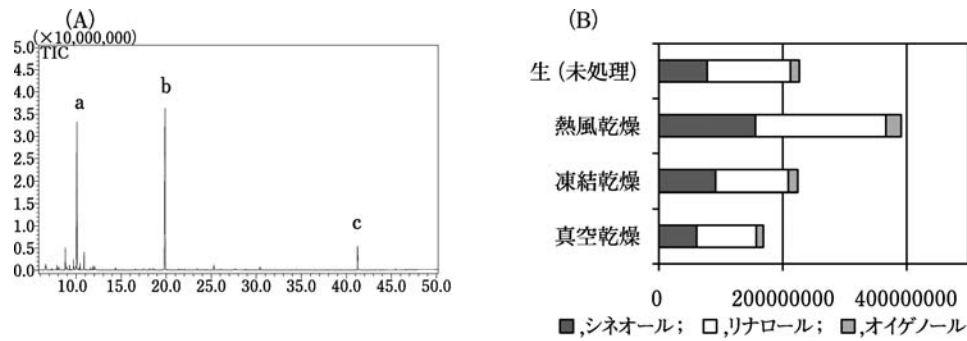 (A)
(×10,000,000)
TIC
5.0
4.5
4.0
3.5
3.0
2.5
2.0
1.5
1.0
0.5
0.0
a
b
c
10.0 15.0 20.0 25.0 30.0 35.0 40.0 45.0 50.0
(B)
生(未処理)
熱風乾燥
凍結乾燥
真空乾燥
0 200000000 400000000
,シネオール; ,リナロール; ,オイゲノール